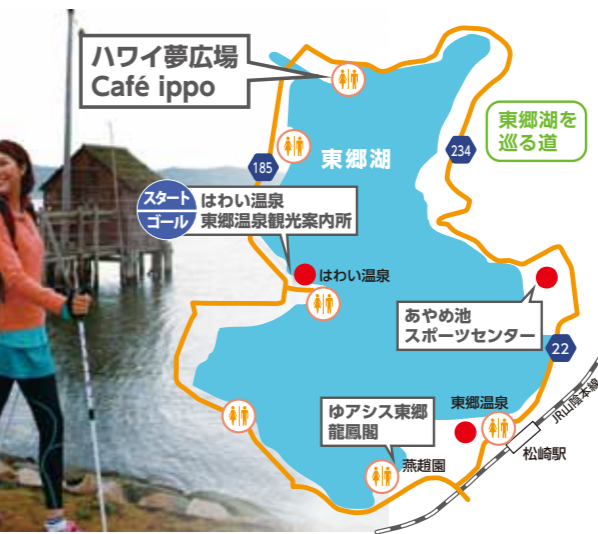 ハワイ夢広場
Café ippo
東郷湖
東郷湖を
巡る道
234
185
スタート
ゴール
はわい温泉
東郷温泉観光案内所
はわい温泉
あやめ池
スポーツセンター
22
ゆアシス東郷
龍鳳閣
東郷温泉
燕趙園
松崎駅
JR山陰本線